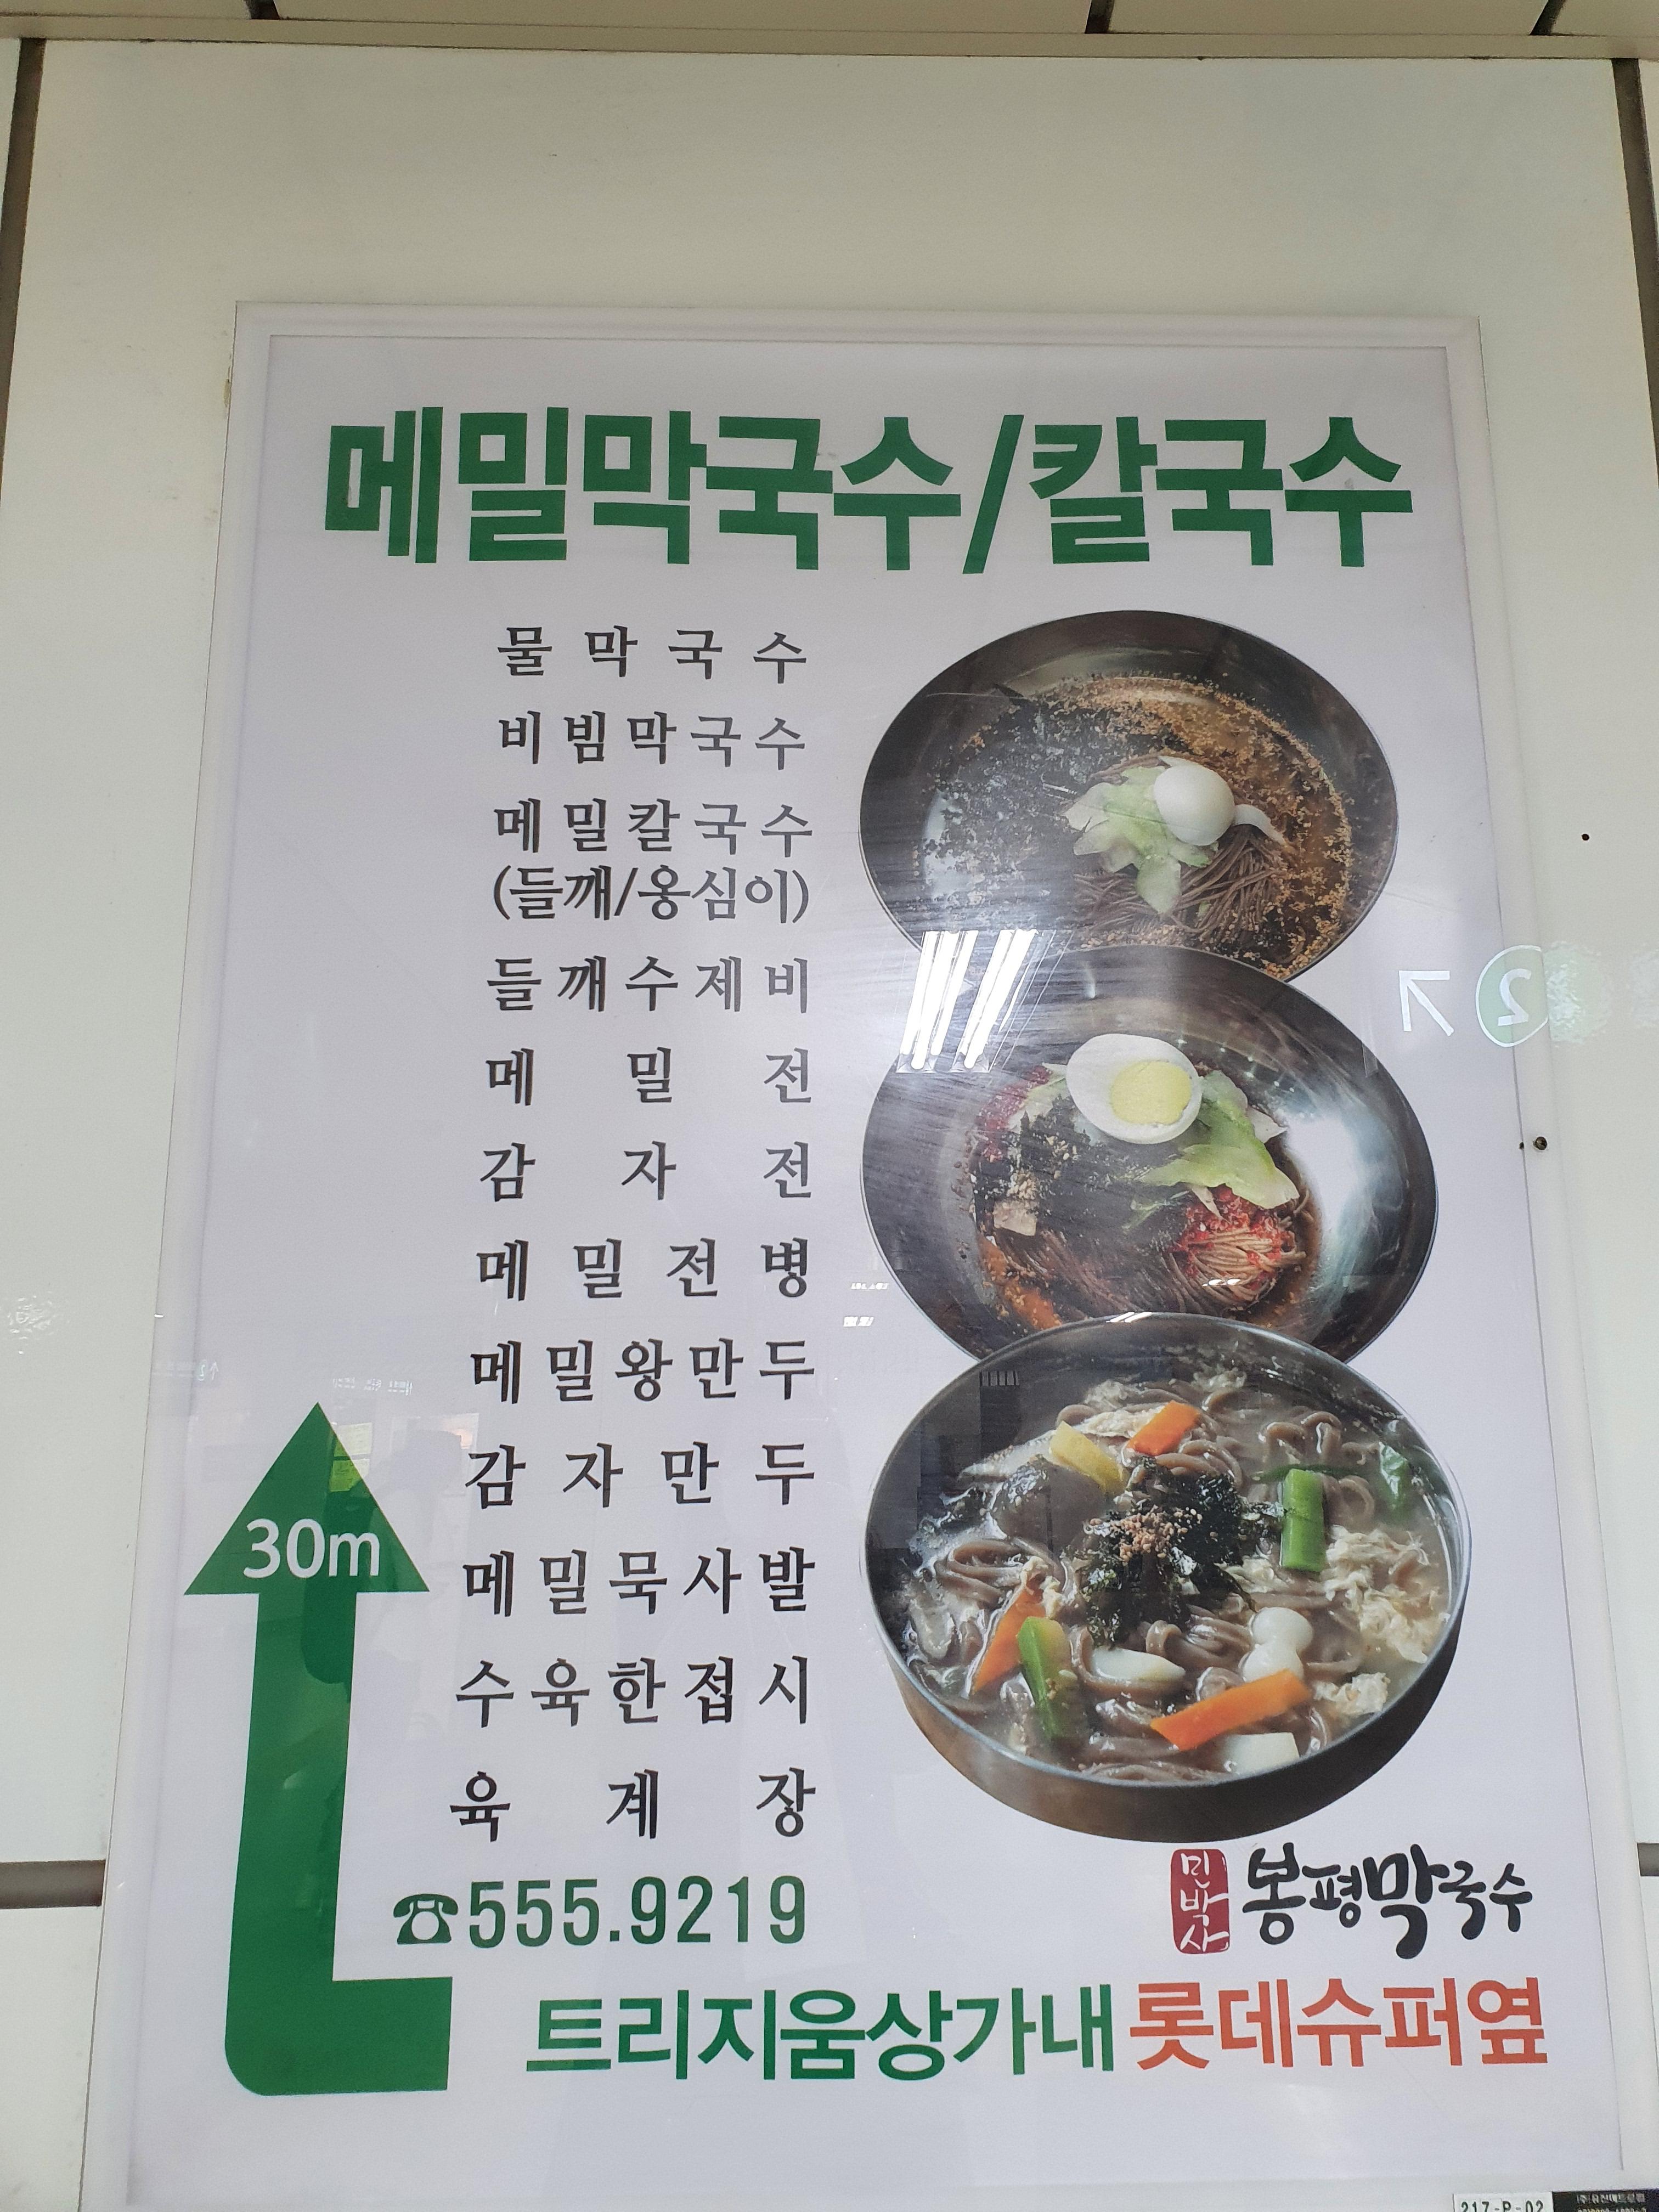 메밀막국수/칼국수
물막국수
비빔막국수
메밀칼국수
(들깨/옹심이)
들깨수제비
메밀전
감자전
메밀전병
메밀왕만두
감자만두
30m
메밀묵사발
수육한접시
육계장
☎555.9219
민박사 봉평막국수
트리지움상가내 롯데슈퍼옆
2
217-P-02